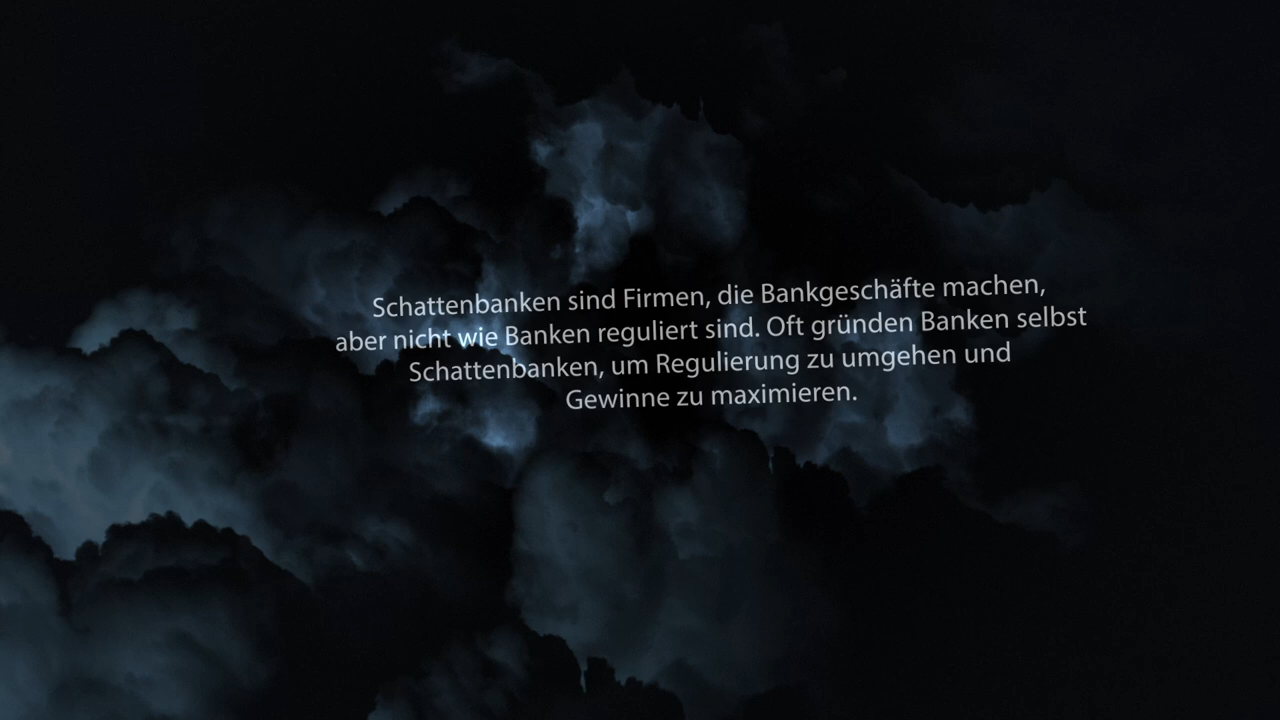 Schattenbanken sind Firmen, die Bankgeschäfte machen,
aber nicht wie Banken reguliert sind. Oft gründen Banken selbst
Schattenbanken, um Regulierung zu umgehen und
Gewinne zu maximieren.